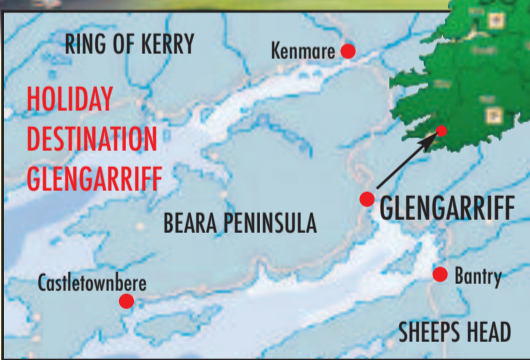 RING OF KERRY
Kenmare
HOLIDAY
DESTINATION
GLENGARRIFF
GLENGARRIFF
BEARA PENINSULA
Castletownbere
Bantry
SHEEPS HEAD